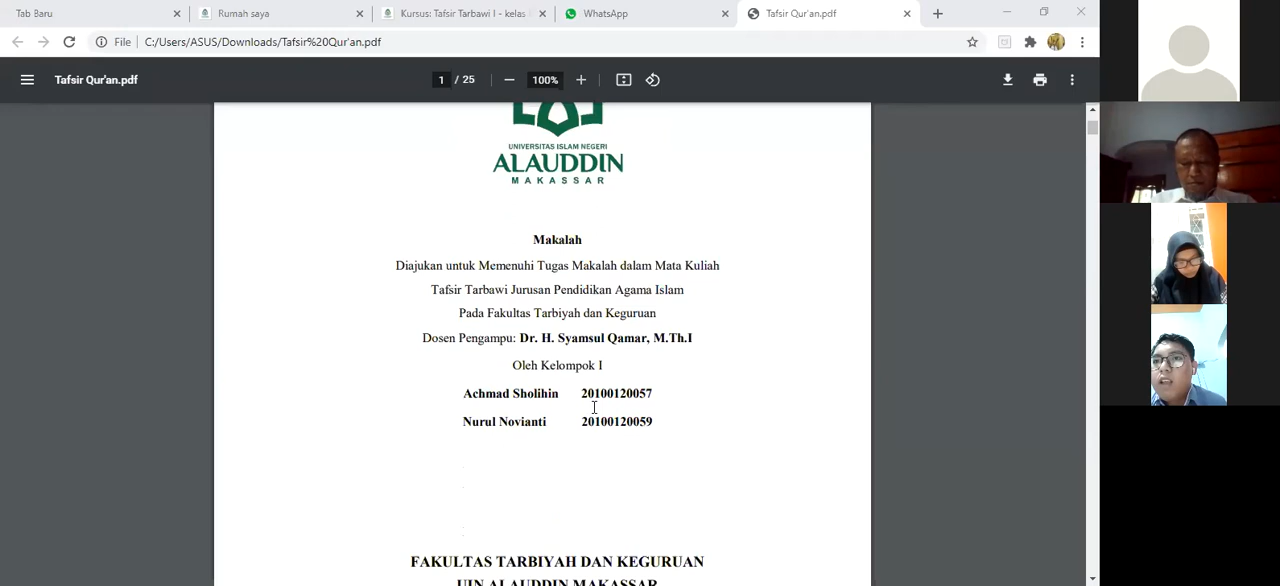 Tab Baru
Rumah saya
Kursus: Tafsir Tarbawi I - kelas
WhatsApp
Tafsir Qur'an.pdf
File
C:/Users/ASUS/Downloads/Tafsir%20Qur'an.pdf
Tafsir Qur'an.pdf
1 / 25
100%
UNIVERSITAS ISLAM NEGERI
ALAUDDIN
MAKASSAR
Makalah
Diajukan untuk Memenuhi Tugas Makalah dalam Mata Kuliah
Tafsir Tarbawi Jurusan Pendidikan Agama Islam
Pada Fakultas Tarbiyah dan Keguruan
Dosen Pengampu: Dr. H. Syamsul Qamar, M.Th.I
Oleh Kelompok I
Achmad Sholihin 20100120057
Nurul Novianti 20100120059
FAKULTAS TARBIYAH DAN KEGURUAN
UIN ALAUDDIN MAKASSAR